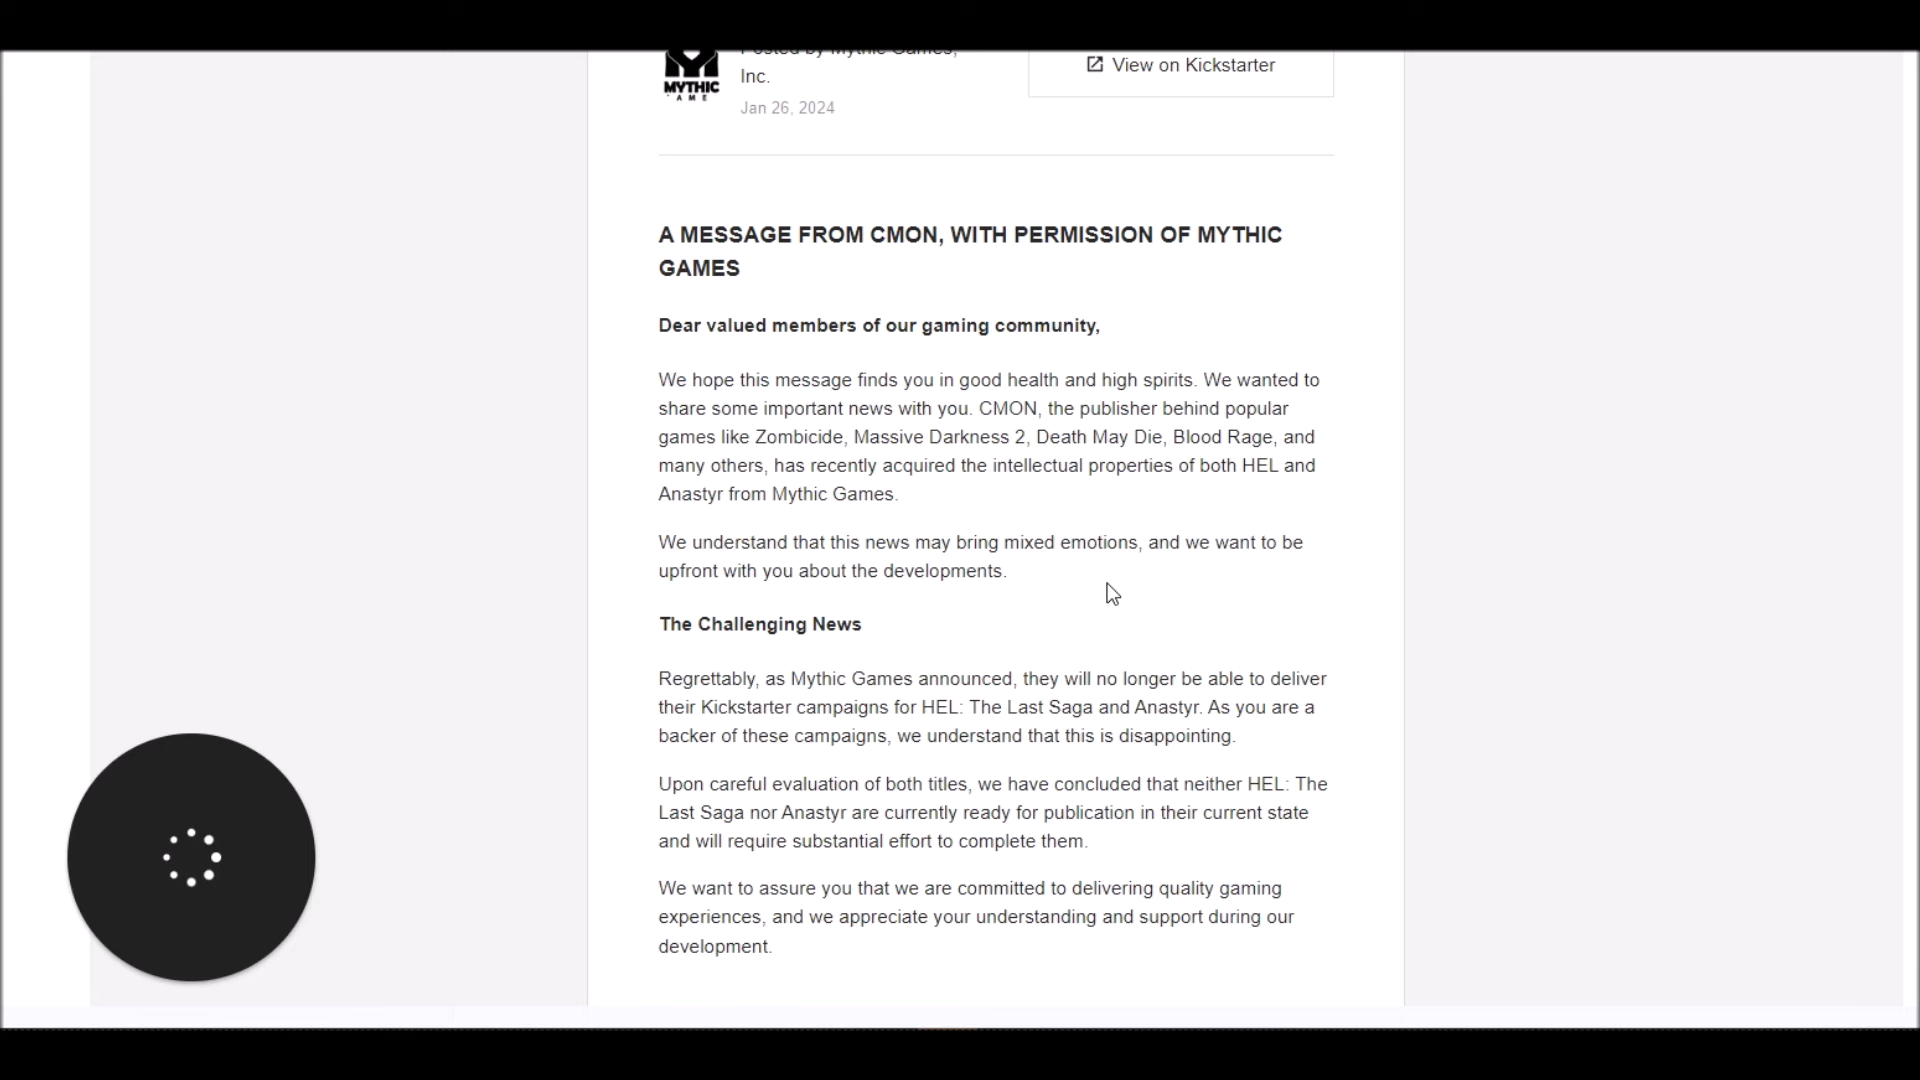 Posted by Mythic Games,
Inc.
Jan 26, 2024
MYTHIC
View on Kickstarter
A MESSAGE FROM CMON, WITH PERMISSION OF MYTHIC
GAMES
Dear valued members of our gaming community,
We hope this message finds you in good health and high spirits. We wanted to
share some important news with you. CMON, the publisher behind popular
games like Zombicide, Massive Darkness 2, Death May Die, Blood Rage, and
many others, has recently acquired the intellectual properties of both HEL and
Anastyr from Mythic Games.
We understand that this news may bring mixed emotions, and we want to be
upfront with you about the developments.
The Challenging News
Regrettably, as Mythic Games announced, they will no longer be able to deliver
their Kickstarter campaigns for HEL: The Last Saga and Anastyr. As you are a
backer of these campaigns, we understand that this is disappointing.
Upon careful evaluation of both titles, we have concluded that neither HEL: The
Last Saga nor Anastyr are currently ready for publication in their current state
and will require substantial effort to complete them.
We want to assure you that we are committed to delivering quality gaming
experiences, and we appreciate your understanding and support during our
development.